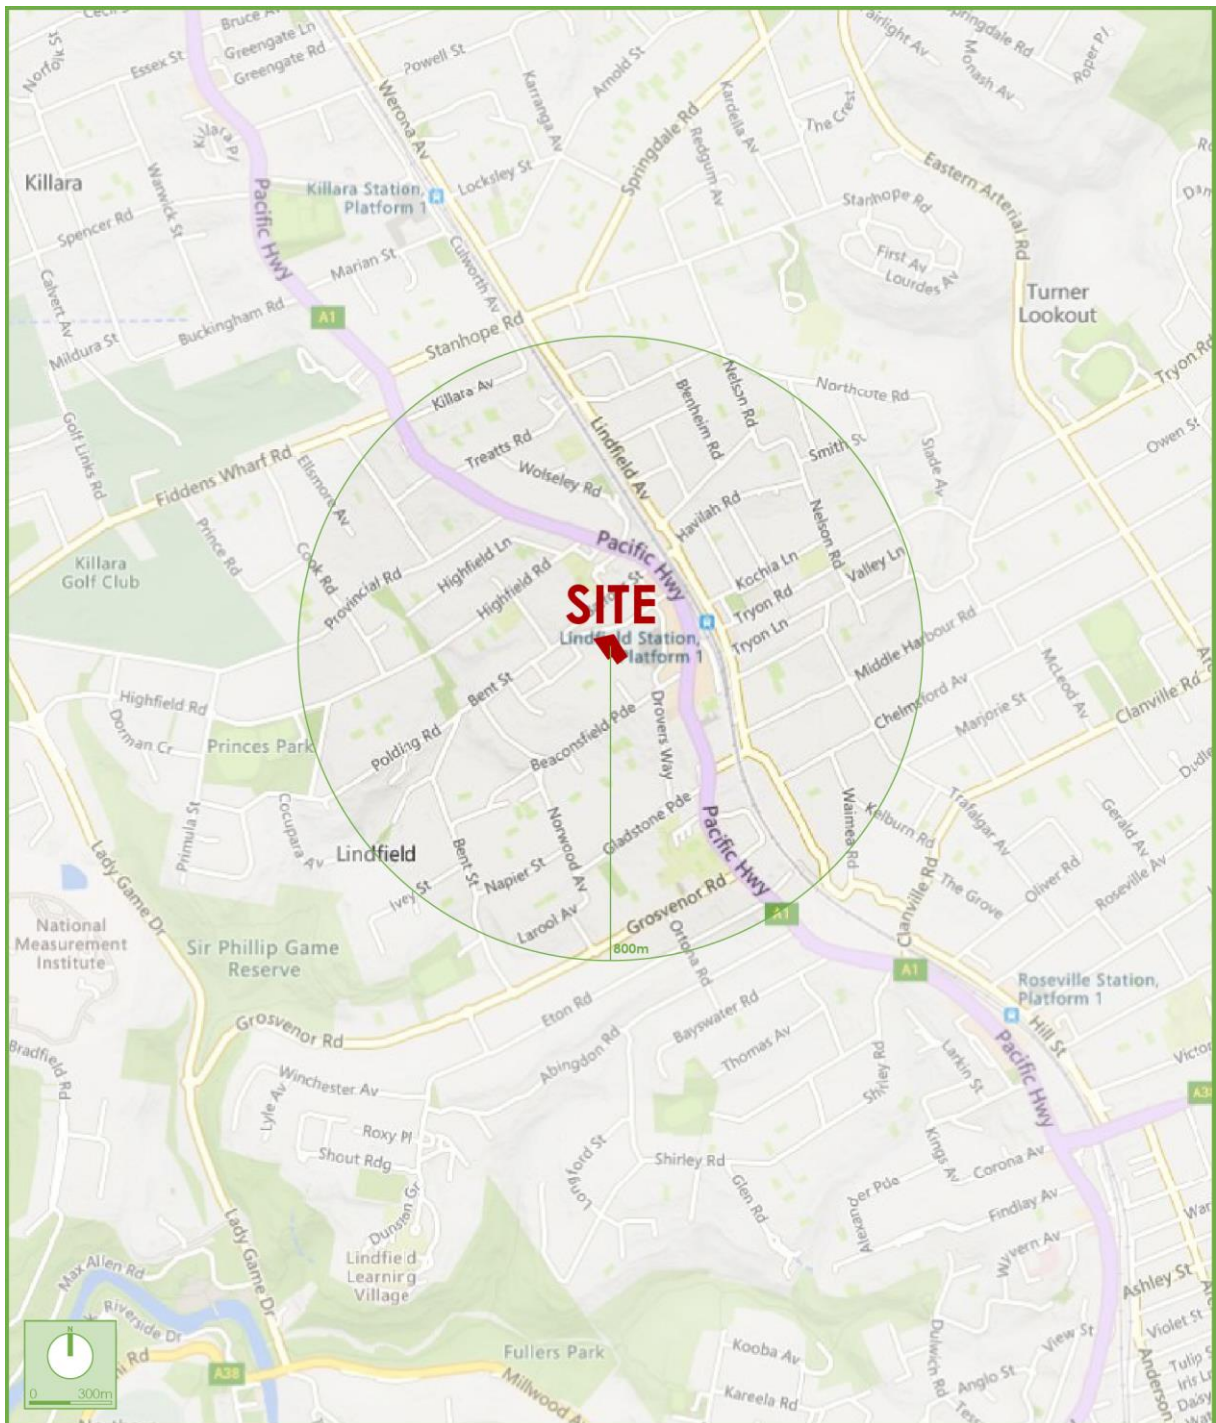 Bruce Av
Greengate Ln
Greengate Rd
Essex St
Powell St
Karranga Av
Arnold St
Kardella Av
Fairlight Av
Springdale Rd
Monash Av
Roper Pl
The Crest
Werona Av
Redgum Av
Springdale Rd
Eastern Arterial Rd
Killara Pl
Killara
Warwick St
Pacific Hwy
Killara Station,
Platform 1
Locksley St
Spencer Rd
Stanhope Rd
First Av
Lourdes Av
Marian St
Culworth Av
Calvert Av
Turner
Lookout
Buckingham Rd
A1
Mildura St
Stanhope Rd
Tryon Rd
Killara Av
Blenheim Rd
Nelson Rd
Northcote Rd
Golf Links Rd
Treatts Rd
Lindfield Av
Smith St
Owen St
Slade Av
Fiddens Wharf Rd
Ellsmore Av
Wolseley Rd
Havilah Rd
Nelson Rd
Prince Rd
Pacific Hwy
Killara
Golf Club
Cook Rd
Provincial Rd
Highfield Ln
Highfield Rd
Kochia Ln
Valley Ln
Tryon Rd
Tryon Ln
SITE
Lindfield Station,
Platform 1
Middle Harbour Rd
McLeod Av
Clanville Rd
Highfield Rd
Dorman Cr
Princes Park
Polding Rd
Bent St
Beaconsfield Pde
Drovers Way
Chelmsford Av
Marjorie St
Primula St
Cocupara Av
Lindfield
Bent St
Napier St
Norwood Av
Gladstone Pde
Pacific Hwy
Waimea Rd
Kelburn Rd
Trafalgar Av
Gerald Av
Lady Game Dr
Ivey St
Larool Av
Grosvenor Rd
A1
Clanville Rd
The Grove
Oliver Rd
Roseville Av
National
Measurement
Institute
Sir Phillip Game
Reserve
800m
Ortona Rd
A1
Roseville Station,
Platform 1
Hill St
Grosvenor Rd
Eton Rd
Bayswater Rd
Thomas Av
Abingdon Rd
Shirley Rd
Larkin St
Pacific Hwy
Bradfield Rd
Winchester Av
Lyle Av
Roxy Pl
Shout Rdg
Longford St
Shirley Rd
Glen Rd
Kings Av
Corona Av
Alexander Pde
Findlay Av
Dunstan Gr
Lindfield
Learning
Village
Lady Game Dr
Max Allen Rd
Riverside Dr
Wyvern Av
Ashley St
Violet St
View St
Dulwich Rd
Anglo St
Anderson
N
0 300m
A38
Fullers Park
Millwood Av
Kooba Av
Kareela Rd